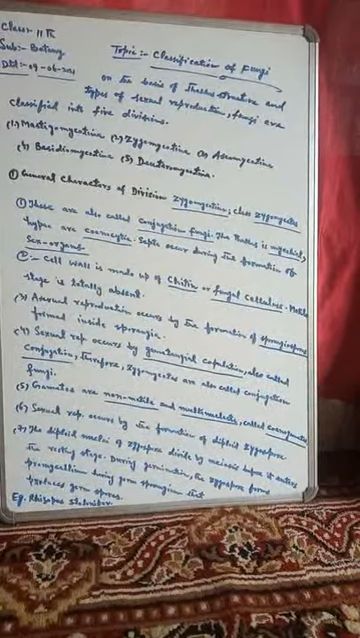 Class:- 11th
Sub:- Botany
Dt:- 09-06-21
Topic:- Classification of Fungi
on the basis of Thallus structure and
types of sexual reproduction, fungi are
classified into five divisions.
(1) Mastigomycotina (2) Zygomycotina (3) Ascomycotina
(4) Basidiomycotina (5) Deuteromycotina.
General Characters of Division Zygomycotina, class Zygomycetes
(1) These are also called Conjugation fungi. The thallus is mycelial,
hyphae are coenocytic. Septa occur during the formation of
Sex-organs.
(2):- Cell wall is made up of Chitin or fungal Cellulose. Motile
stage is totally absent.
(3) Asexual reproduction occurs by the formation of sporangiospores
formed inside sporangia.
(4) Sexual rep. occurs by gametangial copulation, also called
Conjugation, therefore, Zygomycetes are also called conjugation
fungi.
(5) Gametes are non-motile and multinucleate, called coenogametes
(6) Sexual rep. occurs by the formation of diploid zygospore
(7) The diploid nuclei of zygospore divide by meiosis before it enters
the resting stage. During germination, the zygospore forms
promycelium during germ sporangium that
produces germ spores.
Eg. Rhizopus stolonifer.